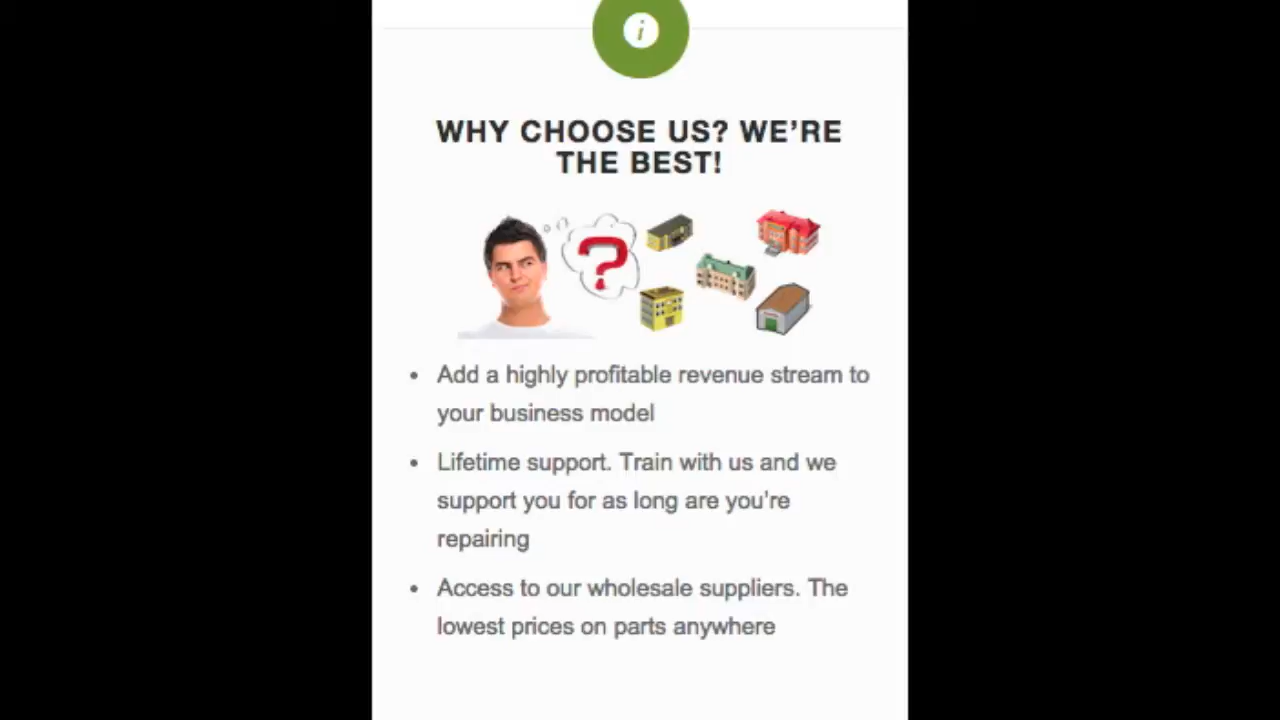 i
WHY CHOOSE US? WE'RE
THE BEST!
?
• Add a highly profitable revenue stream to
your business model
• Lifetime support. Train with us and we
support you for as long are you're
repairing
• Access to our wholesale suppliers. The
lowest prices on parts anywhere